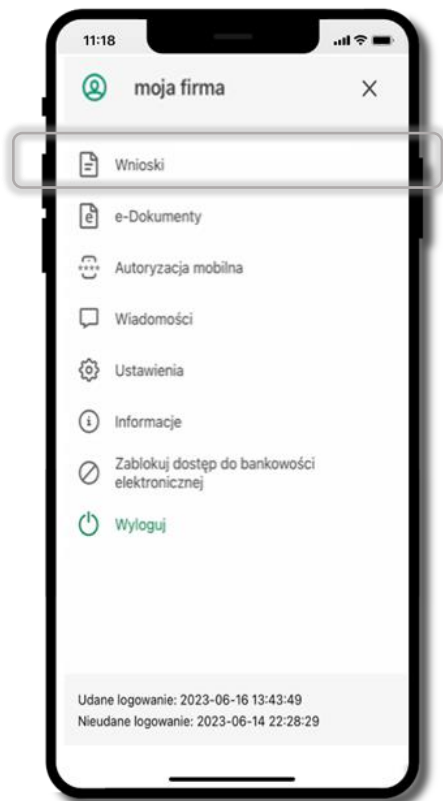 11:18
moja firma
Wnioski
e-Dokumenty
Autoryzacja mobilna
Wiadomości
Ustawienia
Informacje
Zablokuj dostęp do bankowości
elektronicznej
Wyloguj
Udane logowanie: 2023-06-16 13:43:49
Nieudane logowanie: 2023-06-14 22:28:29